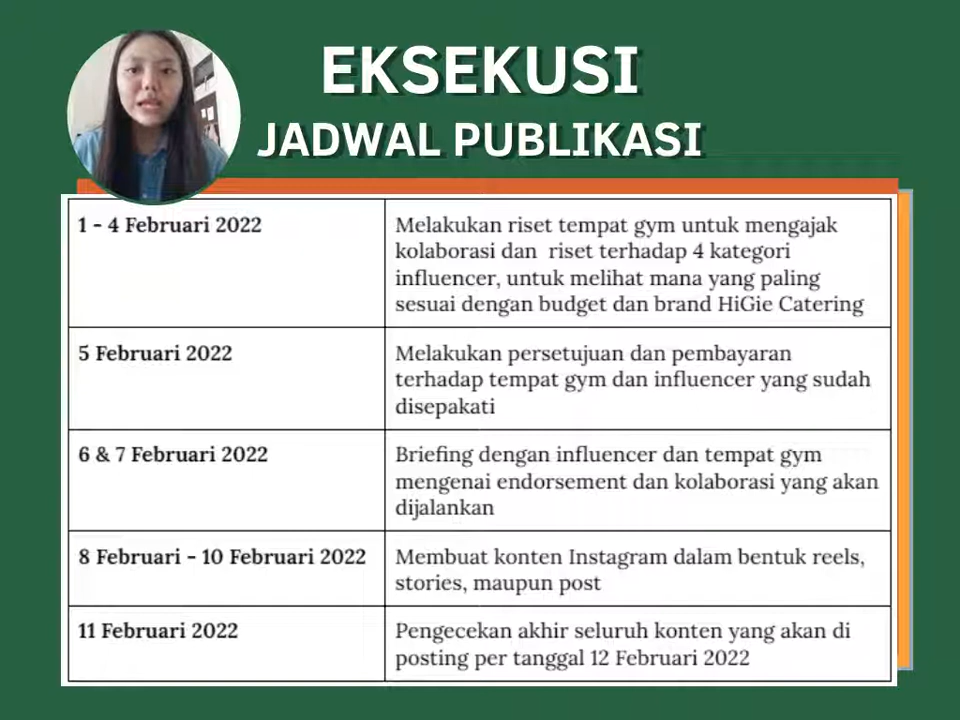 EKSEKUSI
JADWAL PUBLIKASI
1 - 4 Februari 2022
Melakukan riset tempat gym untuk mengajak
kolaborasi dan riset terhadap 4 kategori
influencer, untuk melihat mana yang paling
sesuai dengan budget dan brand HiGie Catering
5 Februari 2022
Melakukan persetujuan dan pembayaran
terhadap tempat gym dan influencer yang sudah
disepakati
6 & 7 Februari 2022
Briefing dengan influencer dan tempat gym
mengenai endorsement dan kolaborasi yang akan
dijalankan
8 Februari - 10 Februari 2022
Membuat konten Instagram dalam bentuk reels,
stories, maupun post
11 Februari 2022
Pengecekan akhir seluruh konten yang akan di
posting per tanggal 12 Februari 2022